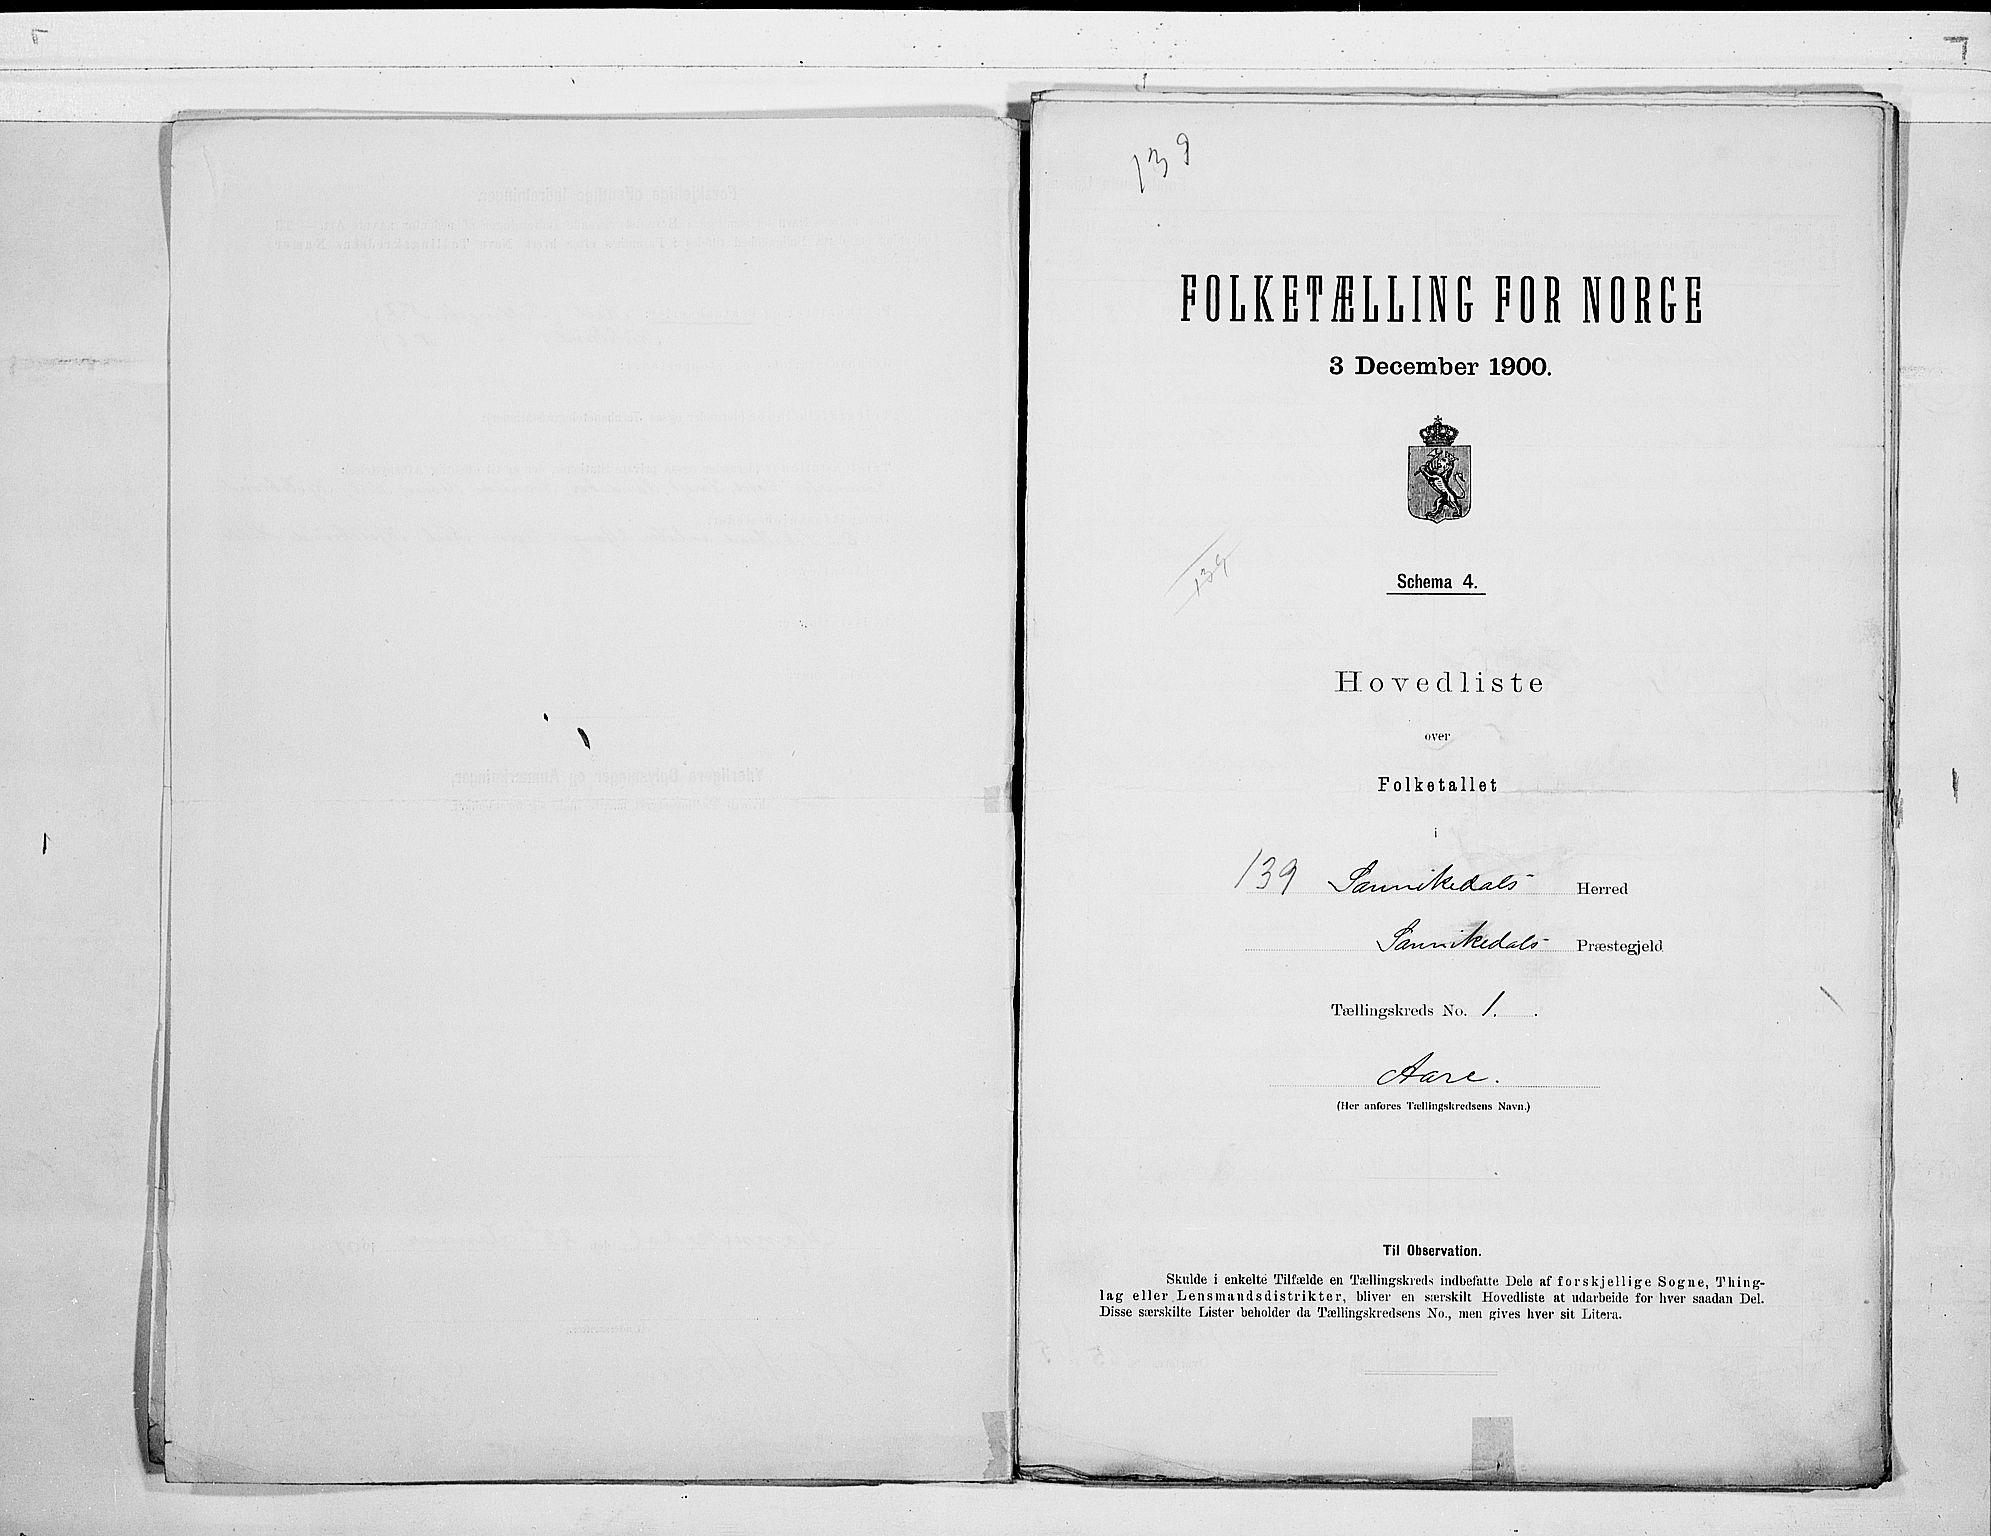 139
FOLKETÆLLING FOR NORGE
3 December 1900.
139
Schema 4.
Hovedliste
over
Folketallet
i
139 Sannikedals Herred
Sannikedals Præstegjeld
Tællingskreds No. 1.
Aare.
(Her anføres Tællingskredsens Navn.)
Til Observation.
Skulde i enkelte Tilfælde en Tællingskreds indbefatte Dele af forskjellige Sogne, Thing-
lag eller Lensmandsdistrikter, bliver en særskilt Hovedliste at udarbeide for hver saadan Del.
Disse særskilte Lister beholder da Tællingskredsens No., men gives hver sit Litera.